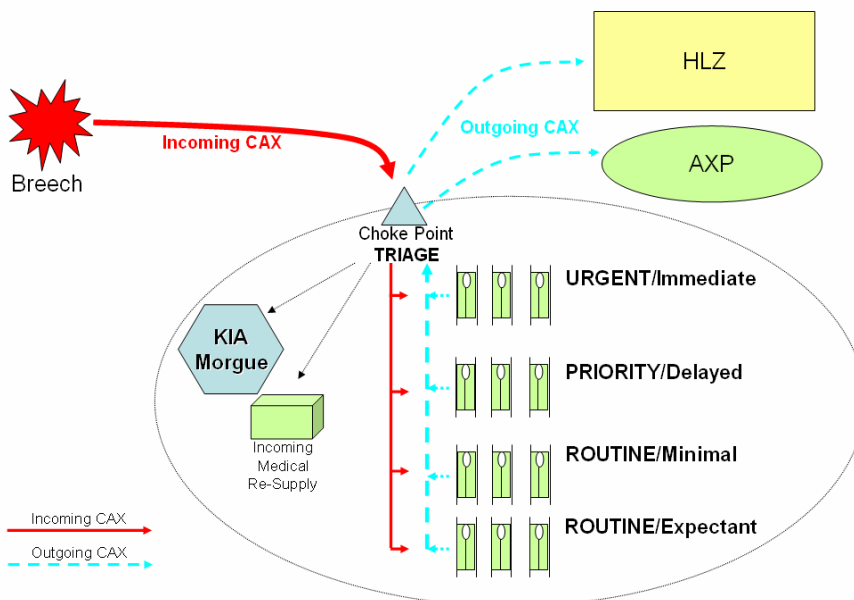 HLZ
Outgoing CAX
Incoming CAX
AXP
Breech
Choke Point
TRIAGE
URGENT/Immediate
KIA
Morgue
PRIORITY/Delayed
Incoming
Medical
Re-Supply
ROUTINE/Minimal
ROUTINE/Expectant
Incoming CAX
Outgoing CAX